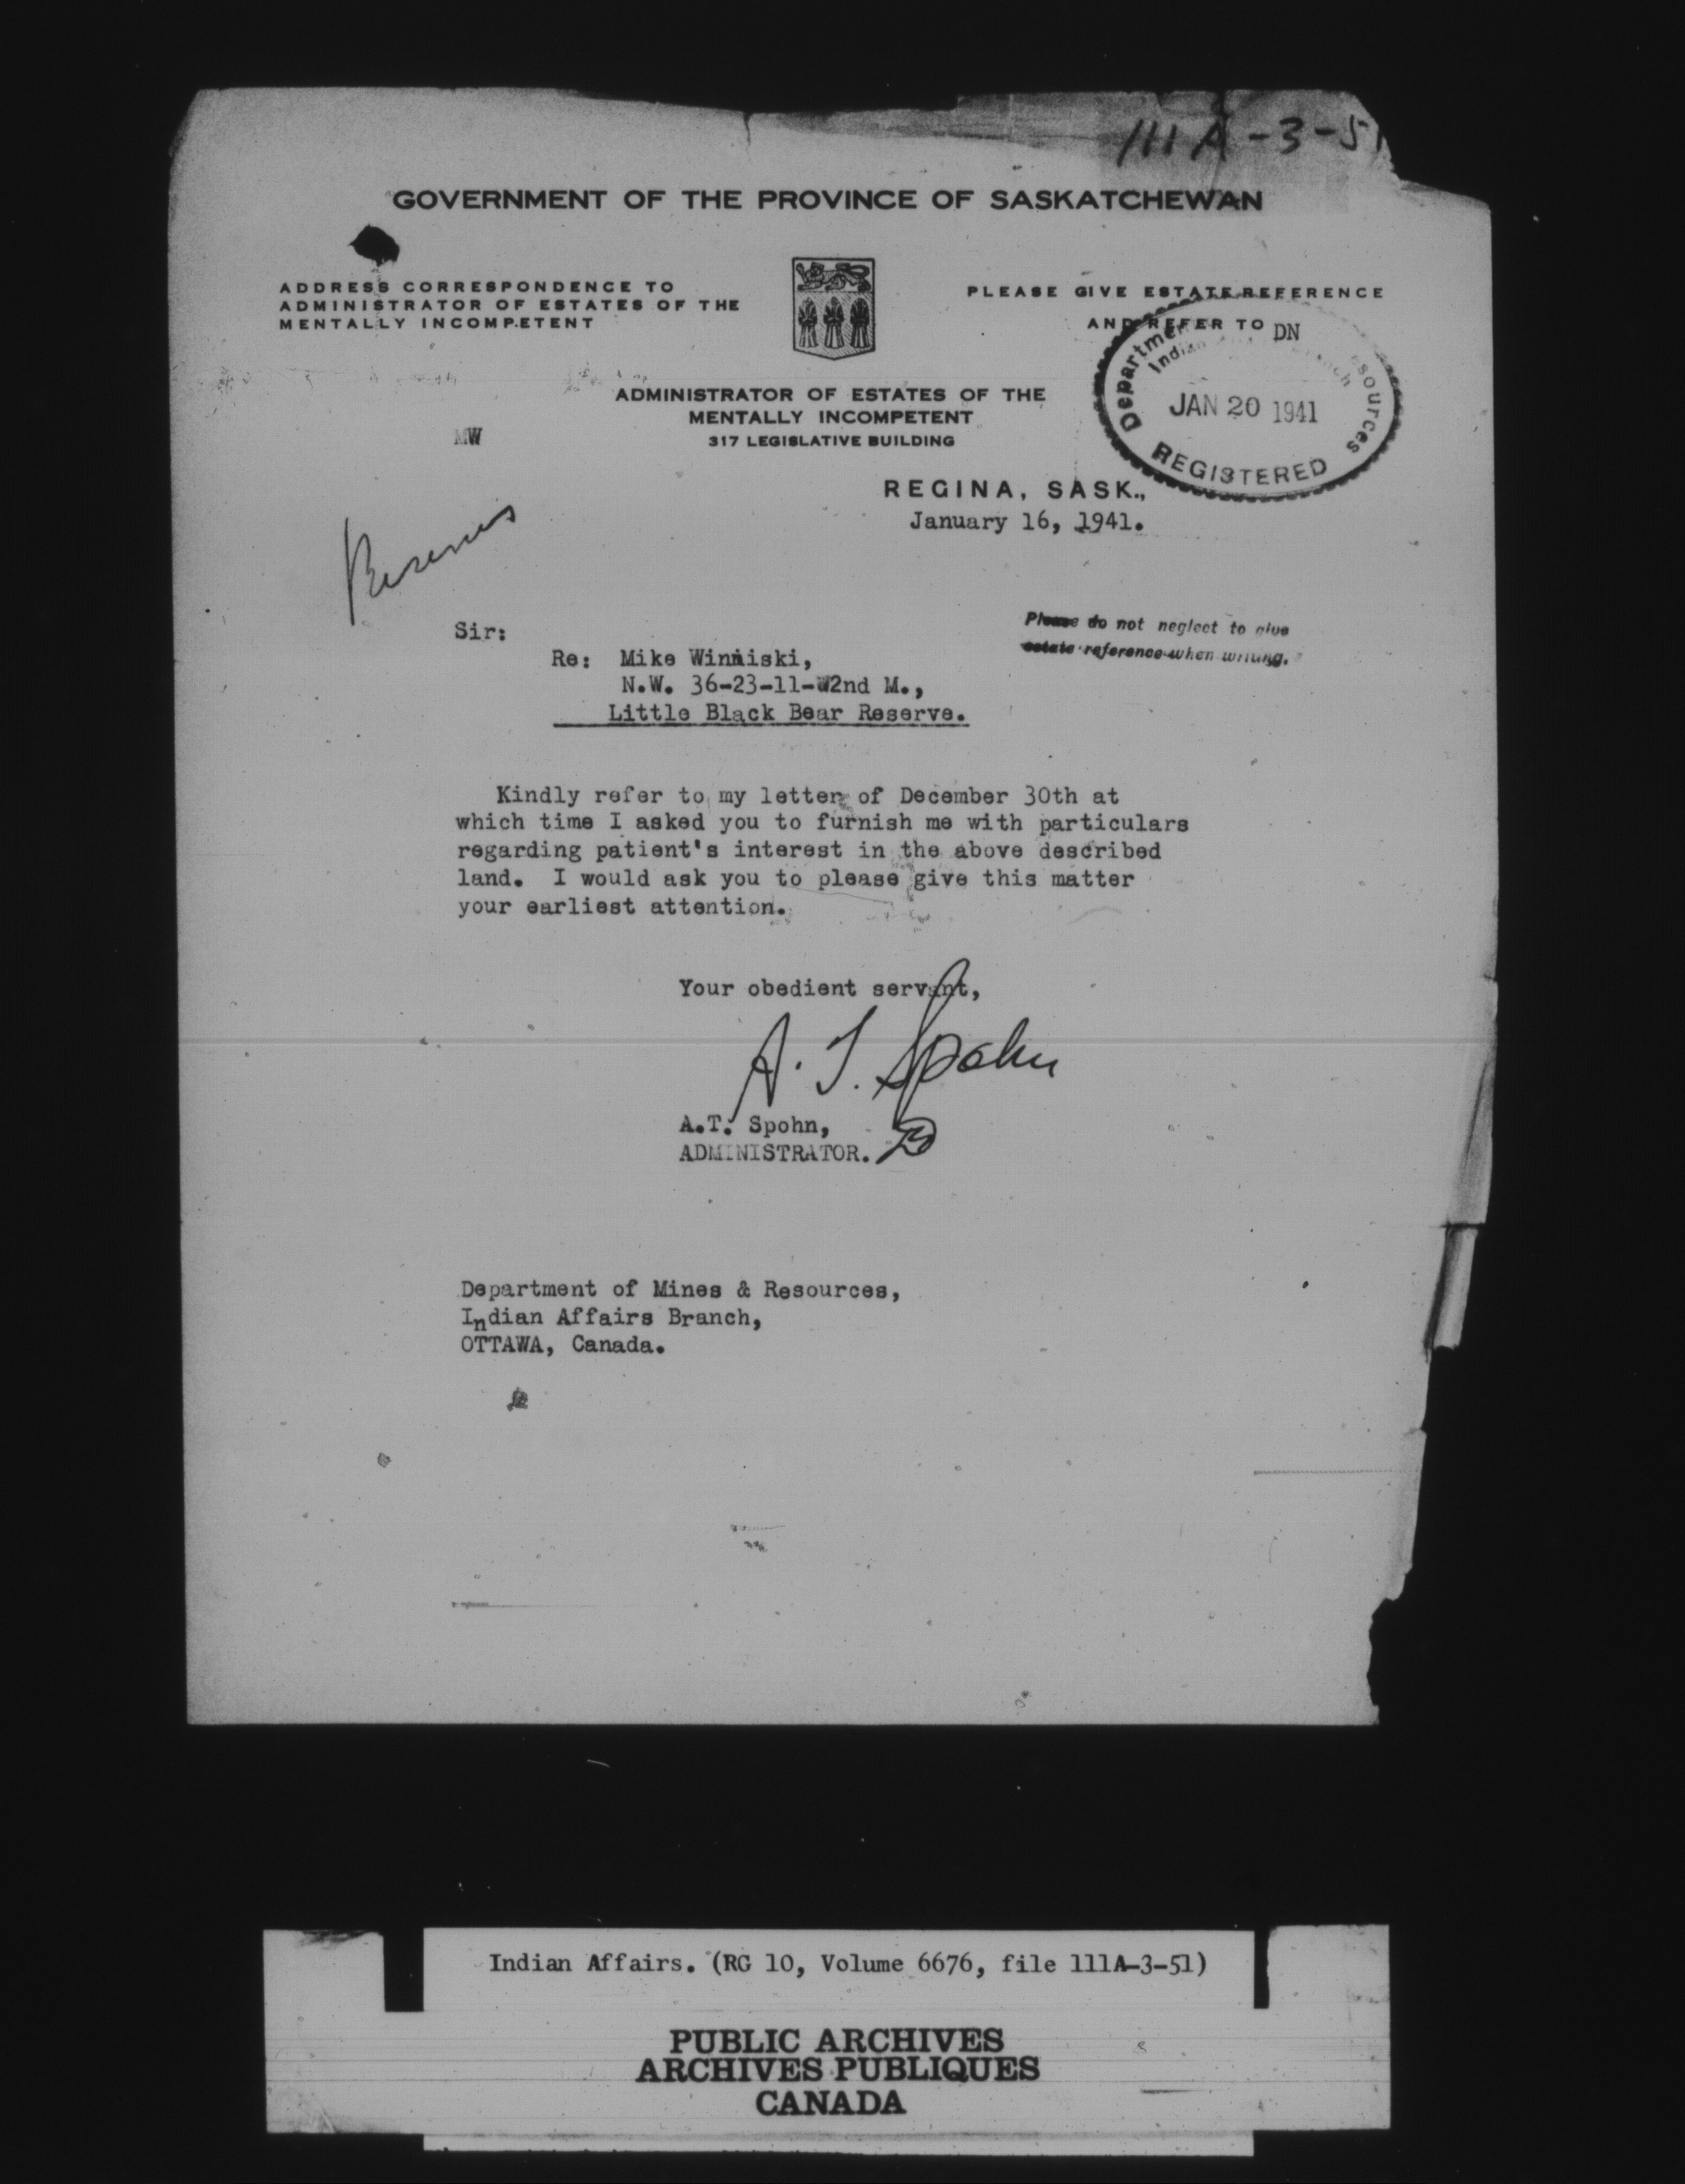 111A-3-51
GOVERNMENT OF THE PROVINCE OF SASKATCHEWAN
ADDRESS CORRESPONDENCE TO
ADMINISTRATOR OF ESTATES OF THE
MENTALLY INCOMPETENT
PLEASE GIVE ESTATE REFERENCE
AND REFER TO DN
Department
Indian
sources
JAN 20 1941
REGISTERED
ADMINISTRATOR OF ESTATES OF THE
MENTALLY INCOMPETENT
317 LEGISLATIVE BUILDING
MW
REGINA, SASK.,
January 16, 1941.
Reserves
Please do not neglect to give
estate reference when writing.
Sir:
Re: Mike Winniski,
N.W. 36-23-11-W2nd M.,
Little Black Bear Reserve.
Kindly refer to my letter of December 30th at
which time I asked you to furnish me with particulars
regarding patient's interest in the above described
land. I would ask you to please give this matter
your earliest attention.
Your obedient servant,
A. T. Spohn
A.T. Spohn,
ADMINISTRATOR.
Department of Mines & Resources,
Indian Affairs Branch,
OTTAWA, Canada.
Indian Affairs. (RG 10, Volume 6676, file 111A-3-51)
PUBLIC ARCHIVES
ARCHIVES PUBLIQUES
CANADA